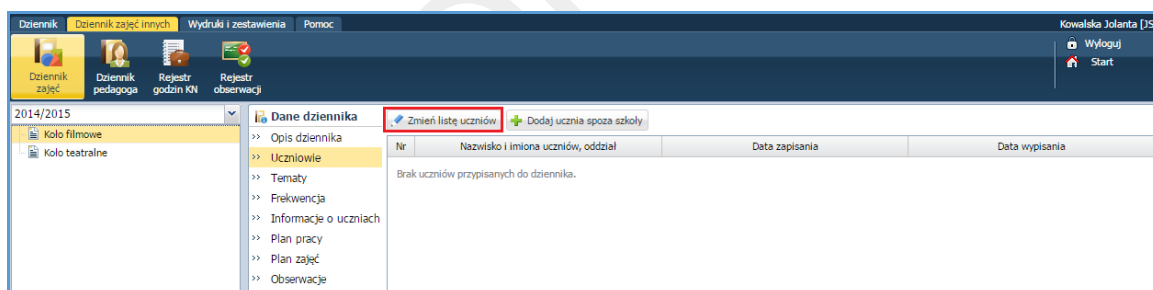 Dziennik Dziennik zajęć innych Wydruki i zestawienia Pomoc Kowalska Jolanta [JS
Wyloguj
Start
Dziennik zajęć
Dziennik pedagoga
Rejestr godzin KN
Rejestr obserwacji
2014/2015
Koło filmowe
Koło teatralne
Dane dziennika
Opis dziennika
Uczniowie
Tematy
Frekwencja
Informacje o uczniach
Plan pracy
Plan zajęć
Obserwacje
Zmień listę uczniów Dodaj ucznia spoza szkoły
Nr Nazwisko i imiona uczniów, oddział Data zapisania Data wypisania
Brak uczniów przypisanych do dziennika.